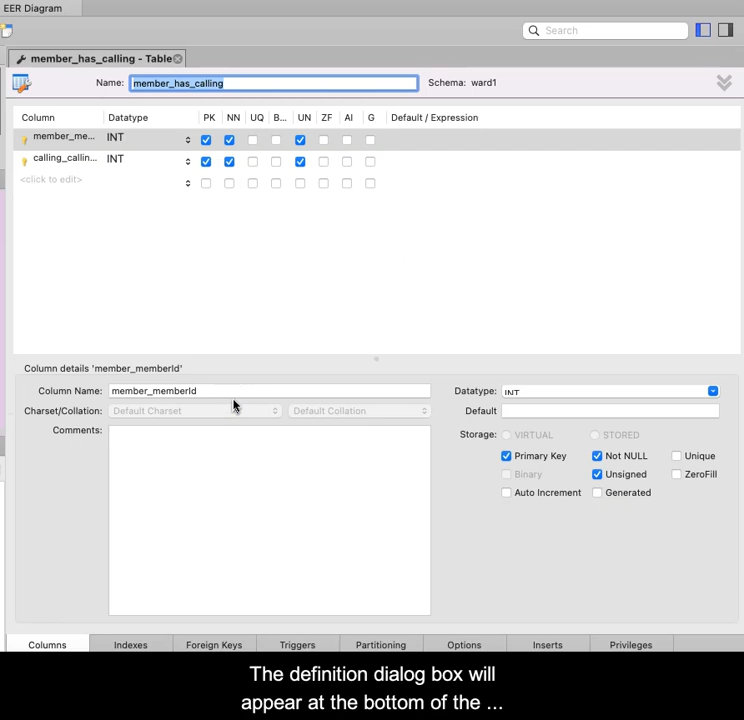 EER Diagram
Search
member_has_calling - Table
Name: member_has_calling Schema: ward1
Column Datatype PK NN UQ B... UN ZF AI G Default / Expression
member_me... INT
calling_callin... INT
<click to edit>
Column details 'member_memberId'
Column Name: member_memberId Datatype: INT
Charset/Collation: Default Charset Default Collation Default
Comments: Storage: VIRTUAL STORED
Primary Key Not NULL Unique
Binary Unsigned ZeroFill
Auto Increment Generated
Columns Indexes Foreign Keys Triggers Partitioning Options Inserts Privileges
The definition dialog box will
appear at the bottom of the ...